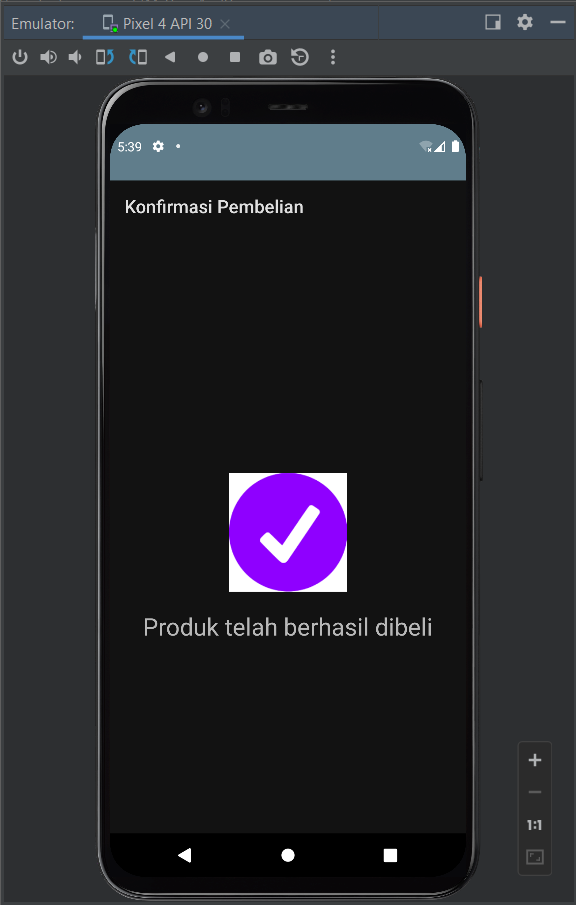 Emulator: Pixel 4 API 30
5:39
Konfirmasi Pembelian
Produk telah berhasil dibeli
1:1